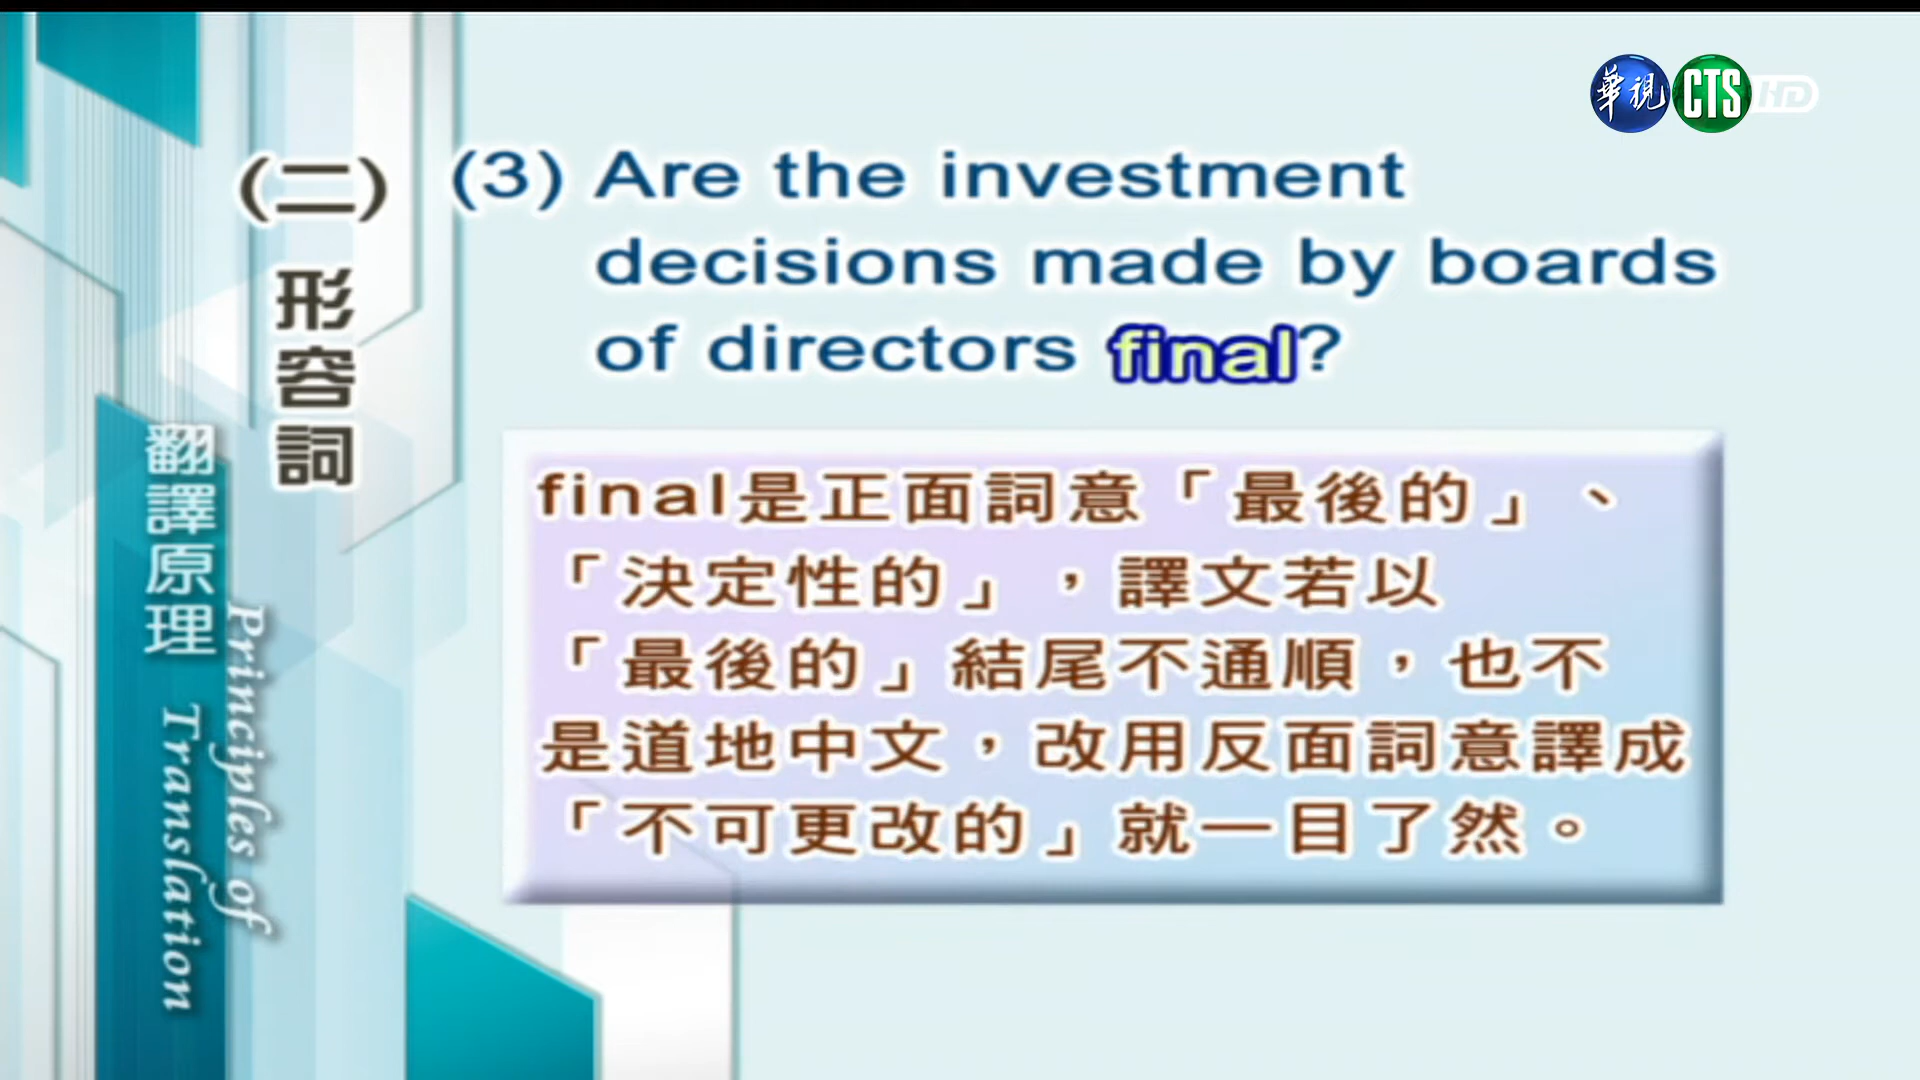 華視 CTS HD
(二) 形容詞
(3) Are the investment
decisions made by boards
of directors final?
final是正面詞意「最後的」、
「決定性的」，譯文若以
「最後的」結尾不通順，也不
是道地中文，改用反面詞意譯成
「不可更改的」就一目了然。
翻譯原理
Principles of
Translation